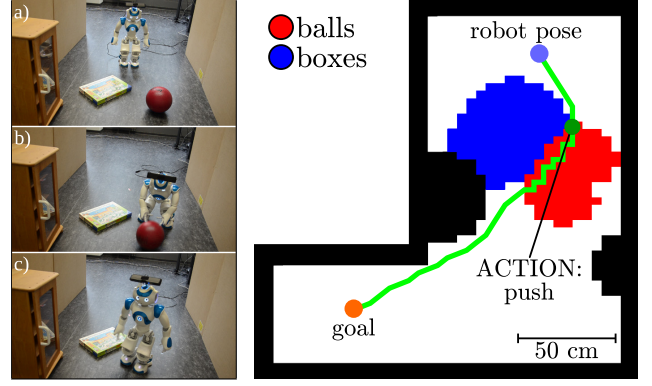 a)
b)
c)
balls
boxes
robot pose
ACTION:
push
goal
50 cm